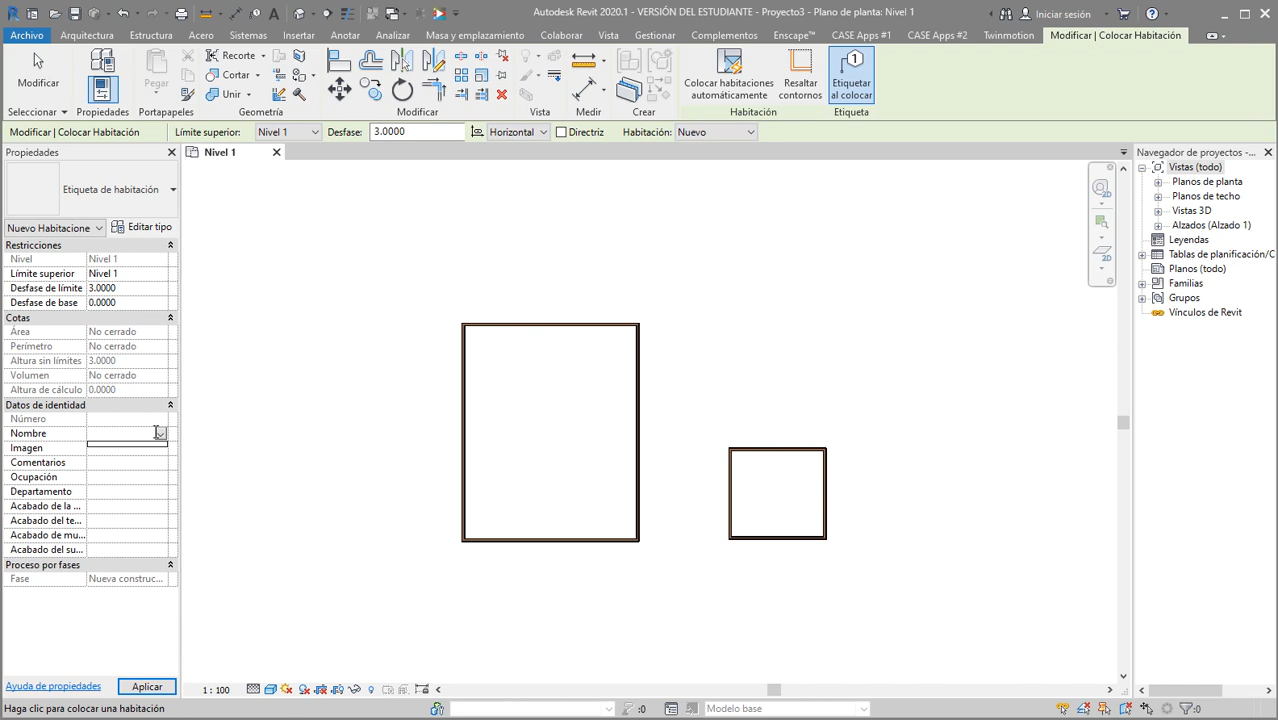 Autodesk Revit 2020.1 - VERSIÓN DEL ESTUDIANTE - Proyecto3 - Plano de planta: Nivel 1
Iniciar sesión
Archivo Arquitectura Estructura Acero Sistemas Insertar Anotar Analizar Masa y emplazamiento Colaborar Vista Gestionar Complementos Enscape™ CASE Apps #1 CASE Apps #2 Twinmotion Modificar | Colocar Habitación
Modificar
Pegar
Recorte
Cortar
Unir
Colocar habitaciones automáticamente
Resaltar contornos
Etiquetar al colocar
Seleccionar Propiedades Portapapeles Geometría Modificar Vista Medir Crear Habitación Etiqueta
Modificar | Colocar Habitación Límite superior: Nivel 1 Desfase: 3.0000 Horizontal Directriz Habitación: Nuevo
Propiedades
Nivel 1
Navegador de proyectos -...
Etiqueta de habitación
Nuevo Habitacione Editar tipo
Restricciones
Nivel Nivel 1
Límite superior Nivel 1
Desfase de límite 3.0000
Desfase de base 0.0000
Cotas
Área No cerrado
Perímetro No cerrado
Altura sin límites 3.0000
Volumen No cerrado
Altura de cálculo 0.0000
Datos de identidad
Número
Nombre
Imagen
Comentarios
Ocupación
Departamento
Acabado de la ...
Acabado del te...
Acabado de mu...
Acabado del su...
Proceso por fases
Fase Nueva construc...
Ayuda de propiedades Aplicar
2D
2D
Vistas (todo)
Planos de planta
Planos de techo
Vistas 3D
Alzados (Alzado 1)
Leyendas
Tablas de planificación/C
Planos (todo)
Familias
Grupos
Vínculos de Revit
1 : 100
Haga clic para colocar una habitación
:0
Modelo base
:0